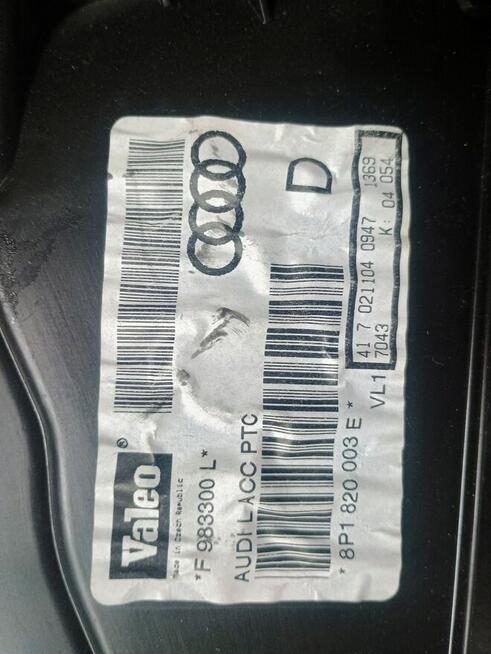 Valeo®
Made in Czech Republic
*F 983300 L*
AUDI LACC PTC
D
* 8P1 820 003 E *
VL1
41 7 021104 0947 1369
7043 K: 04 054